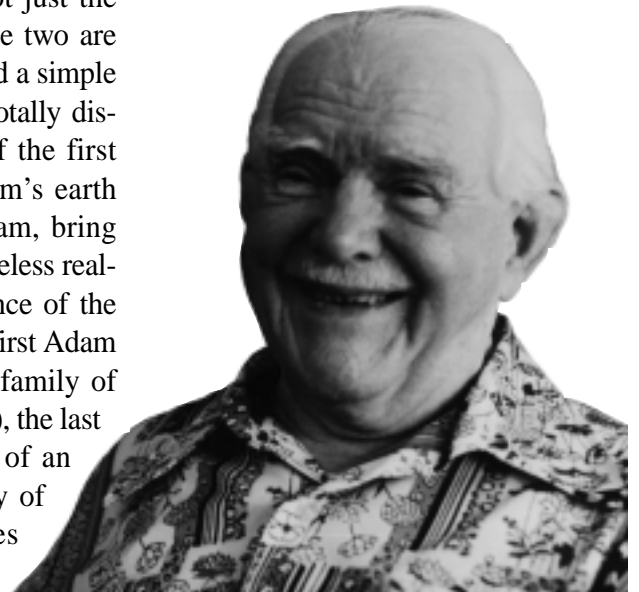 just the
e two are
d a simple
otally dis-
f the first
m's earth
am, bring
eless real-
nce of the
irst Adam
family of
), the last
of an
y of
es